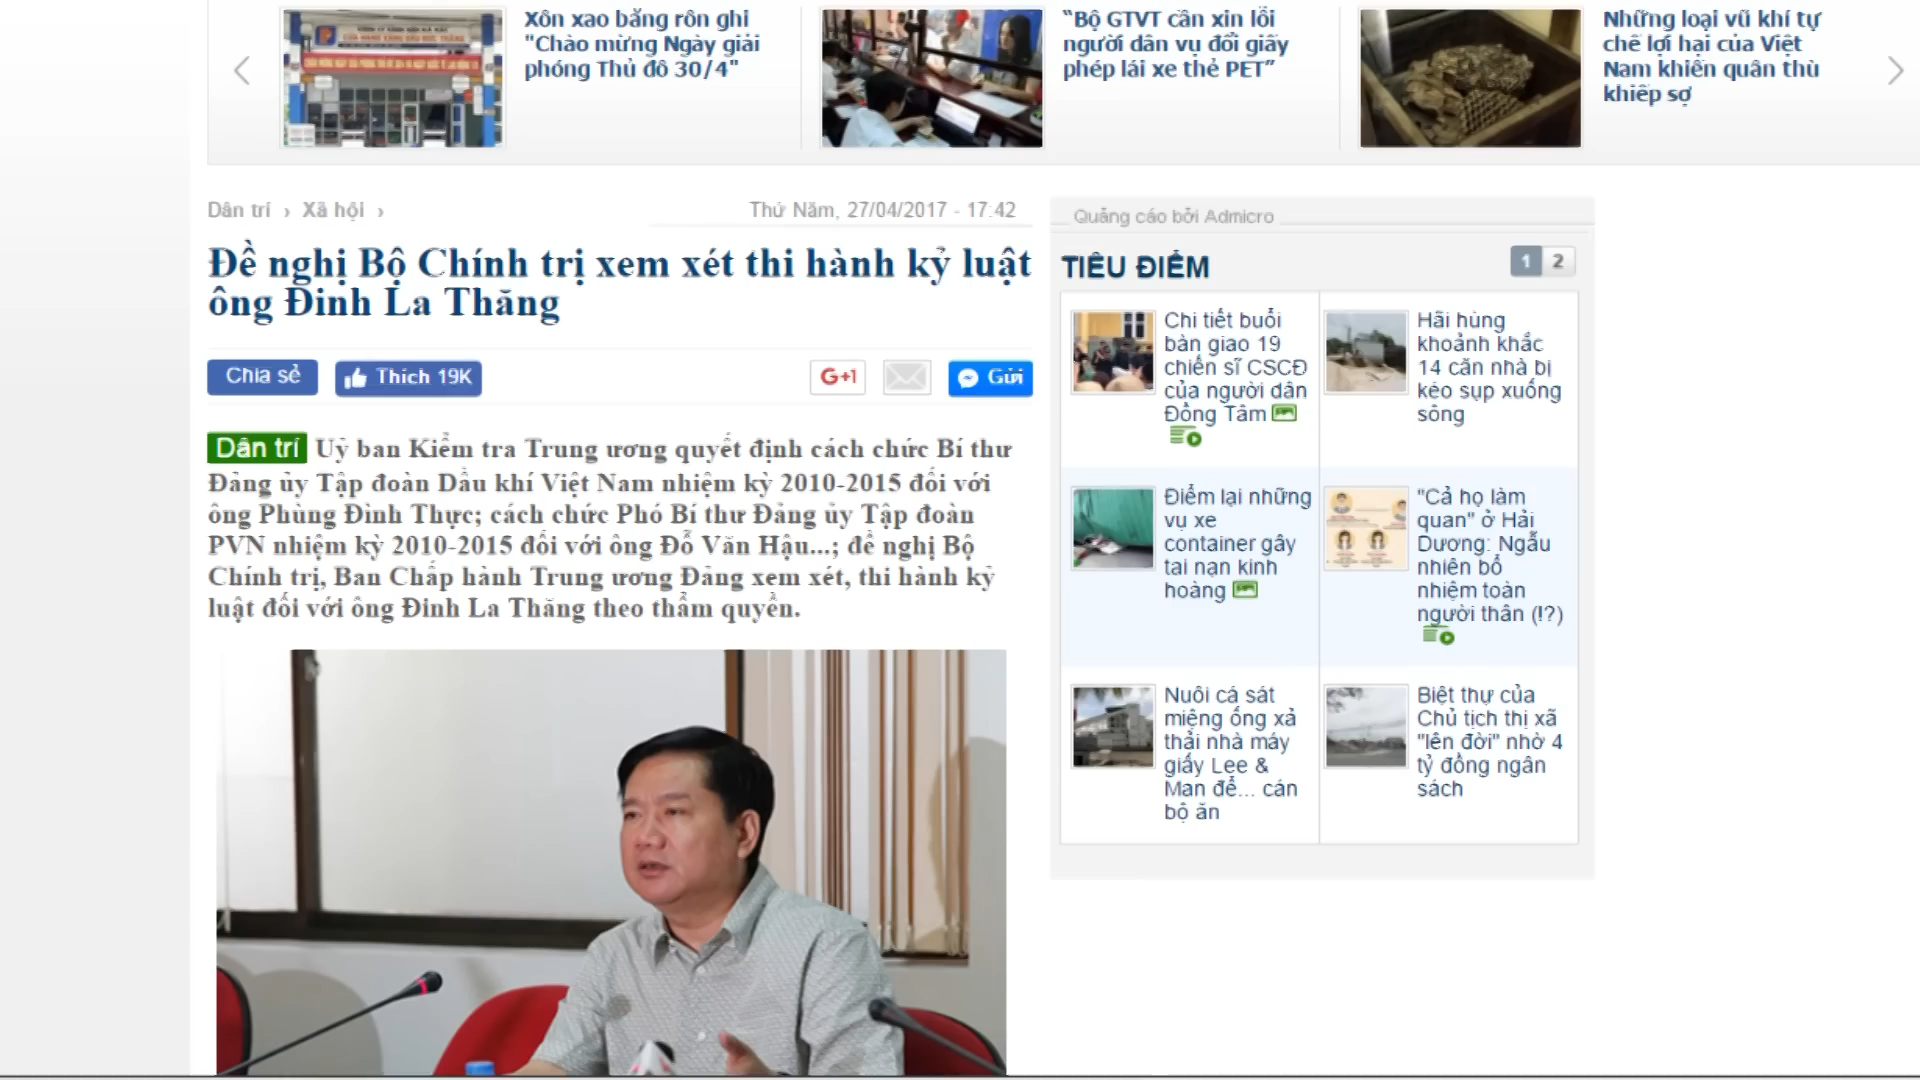 Xôn xao băng rôn ghi
"Chào mừng Ngày giải
phóng Thủ đô 30/4"
“Bộ GTVT cần xin lỗi
người dân vụ đổi giấy
phép lái xe thẻ PET”
Những loại vũ khí tự
chế lợi hại của Việt
Nam khiến quân thù
khiếp sợ
Dân trí › Xã hội ›
Thứ Năm, 27/04/2017 - 17:42
Đề nghị Bộ Chính trị xem xét thi hành kỷ luật
ông Đinh La Thăng
Chia sẻ
Thích 19K
G+1
Gửi
Dân trí Uỷ ban Kiểm tra Trung ương quyết định cách chức Bí thư
Đảng ủy Tập đoàn Dầu khí Việt Nam nhiệm kỳ 2010-2015 đối với
ông Phùng Đình Thực; cách chức Phó Bí thư Đảng ủy Tập đoàn
PVN nhiệm kỳ 2010-2015 đối với ông Đỗ Văn Hậu...; đề nghị Bộ
Chính trị, Ban Chấp hành Trung ương Đảng xem xét, thi hành kỷ
luật đối với ông Đinh La Thăng theo thẩm quyền.
Quảng cáo bởi Admicro
TIÊU ĐIỂM
1 2
Chi tiết buổi
bàn giao 19
chiến sĩ CSCĐ
của người dân
Đồng Tâm
Hãi hùng
khoảnh khắc
14 căn nhà bị
kéo sụp xuống
sông
Điểm lại những
vụ xe
container gây
tai nạn kinh
hoàng
"Cả họ làm
quan" ở Hải
Dương: Ngẫu
nhiên bổ
nhiệm toàn
người thân (!?)
Nuôi cá sát
miệng ống xả
thải nhà máy
giấy Lee &
Man để... cán
bộ ăn
Biệt thự của
Chủ tịch thị xã
"lên đời" nhờ 4
tỷ đồng ngân
sách